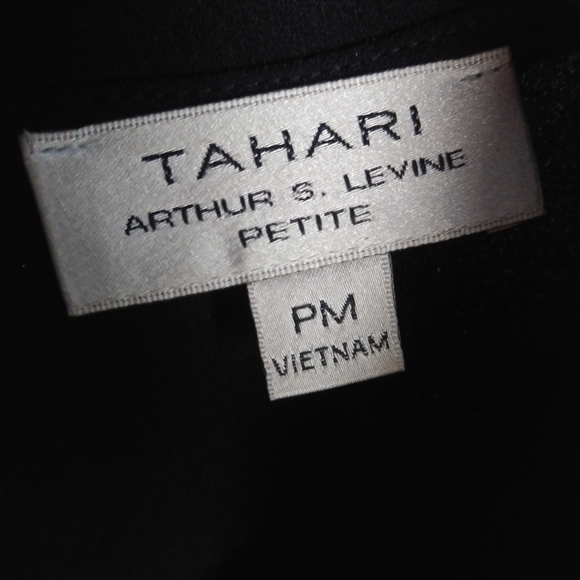 TAHARI
ARTHUR S. LEVINE
PETITE
PM
VIETNAM